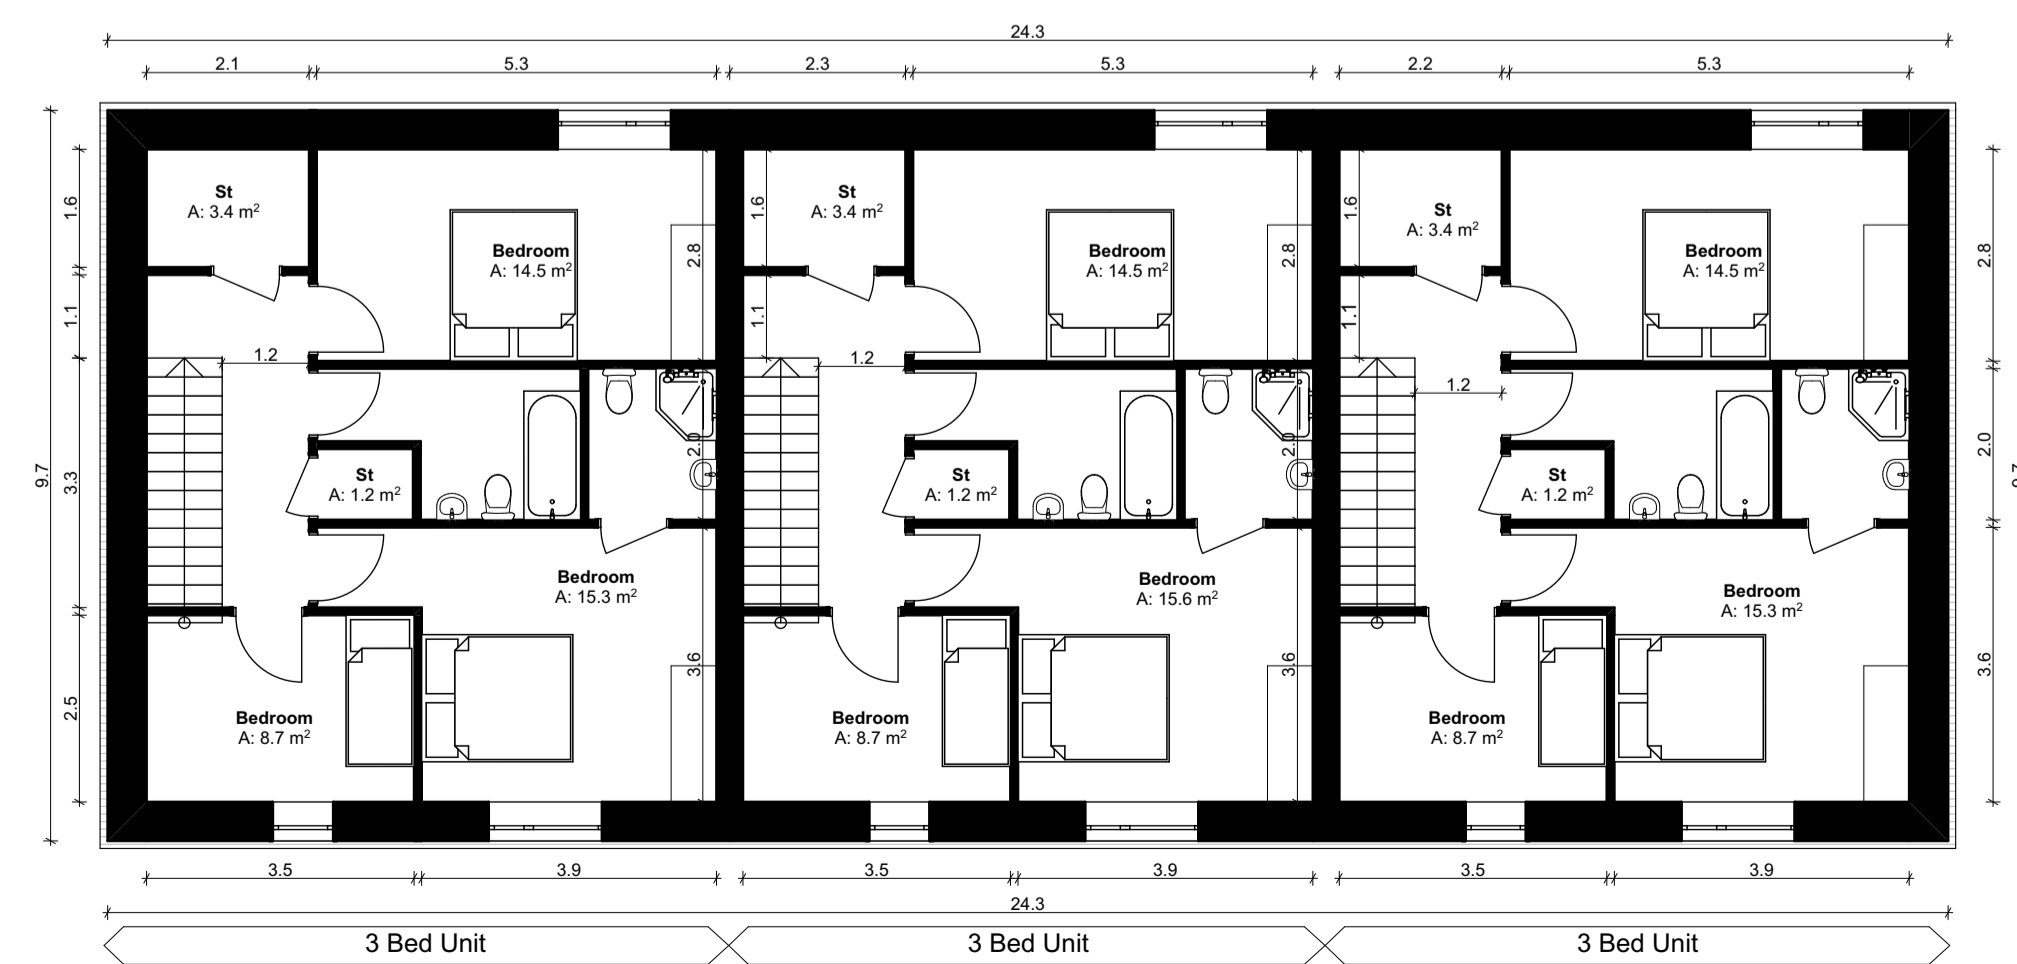 24.3
2.1 5.3 2.3 5.3 2.2 5.3
St
A: 3.4 m²
St
A: 3.4 m²
St
A: 3.4 m²
1.6 1.6 1.6
Bedroom
A: 14.5 m²
Bedroom
A: 14.5 m²
Bedroom
A: 14.5 m²
2.8 2.8 2.8
1.1 1.1 1.1
1.2 1.2 1.2
9.7
3.3
St
A: 1.2 m²
St
A: 1.2 m²
St
A: 1.2 m²
2.0 2.0 2.0
Bedroom
A: 15.3 m²
Bedroom
A: 15.6 m²
Bedroom
A: 15.3 m²
3.6 3.6 3.6
2.5
Bedroom
A: 8.7 m²
Bedroom
A: 8.7 m²
Bedroom
A: 8.7 m²
3.5 3.9 3.5 3.9 3.5 3.9
24.3
3 Bed Unit 3 Bed Unit 3 Bed Unit